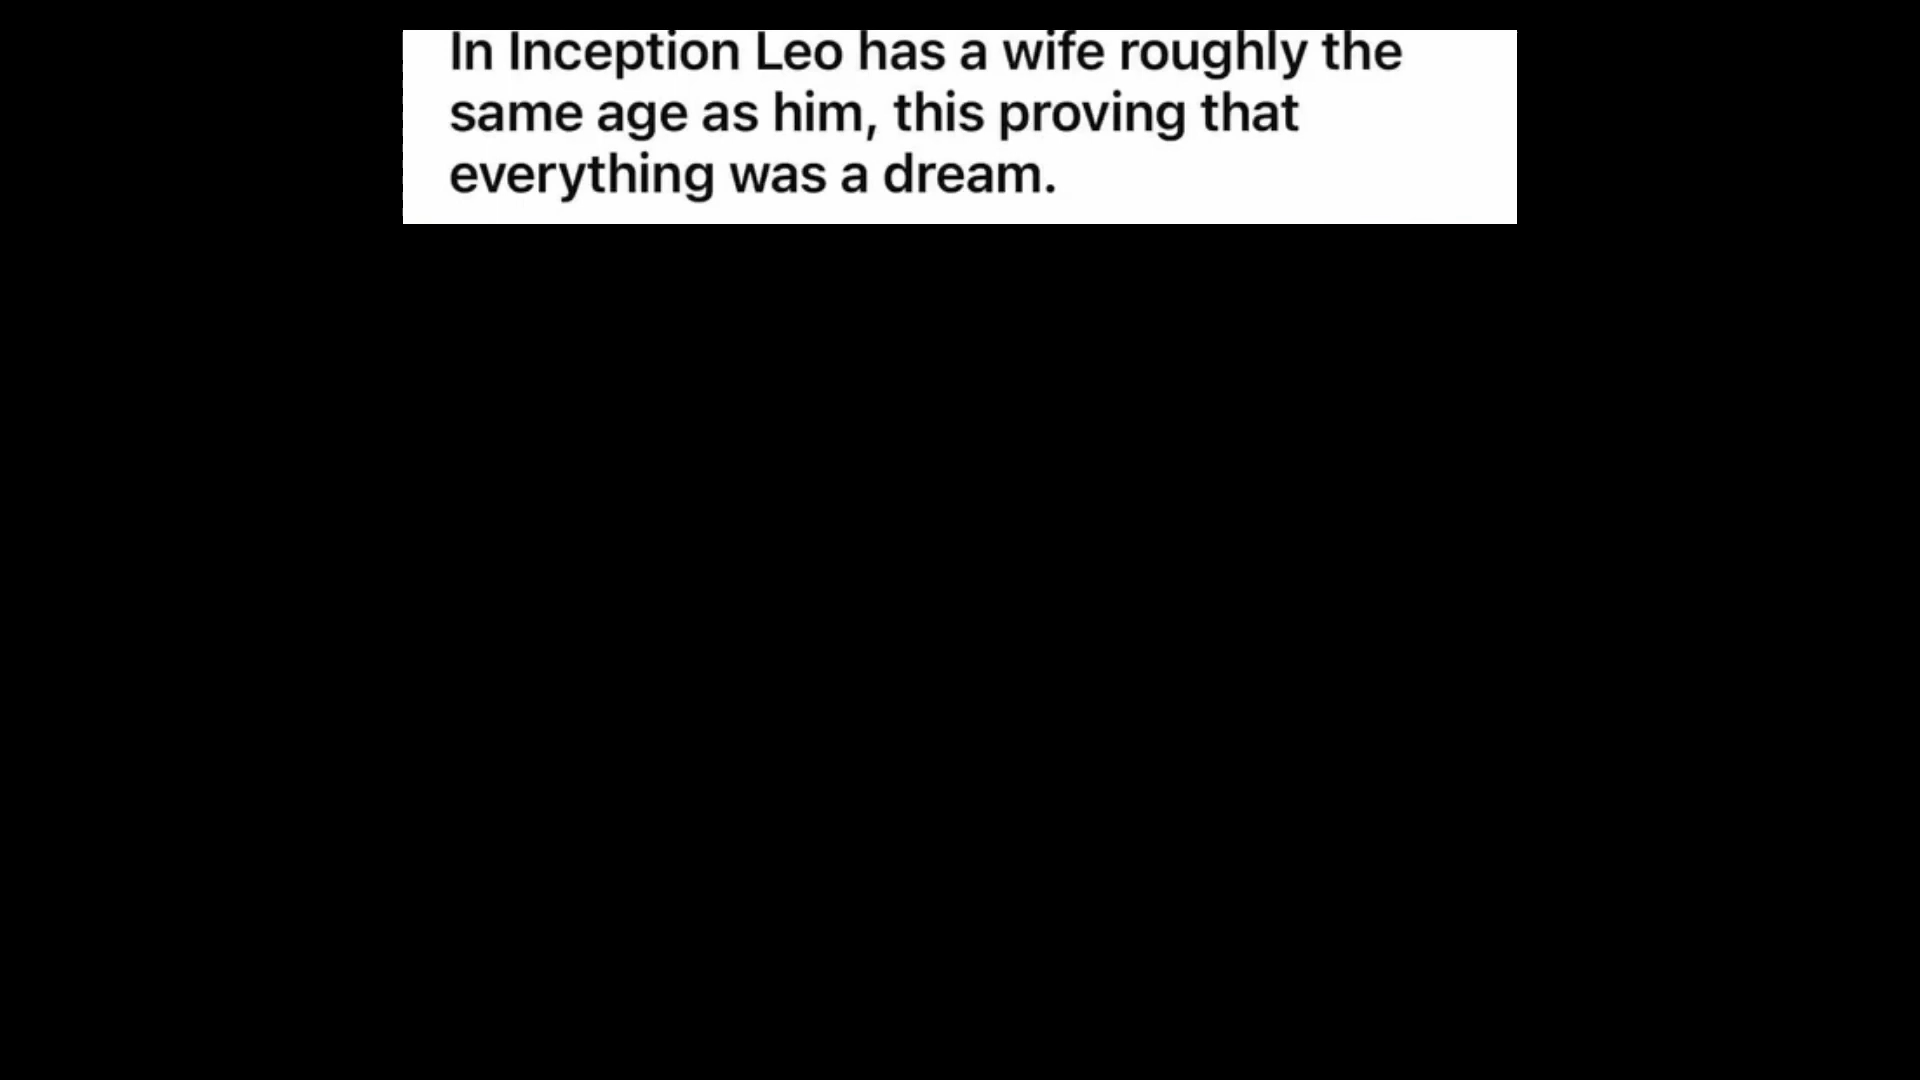 In Inception Leo has a wife roughly the
same age as him, this proving that
everything was a dream.